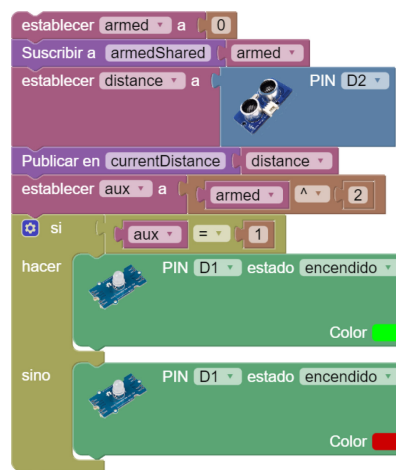 establecer armed a 0
Suscribir a armedShared armed
establecer distance a PIN D2
Publicar en currentDistance distance
establecer aux a armed ^ 2
si aux = 1
hacer PIN D1 estado encendido
Color
sino PIN D1 estado encendido
Color